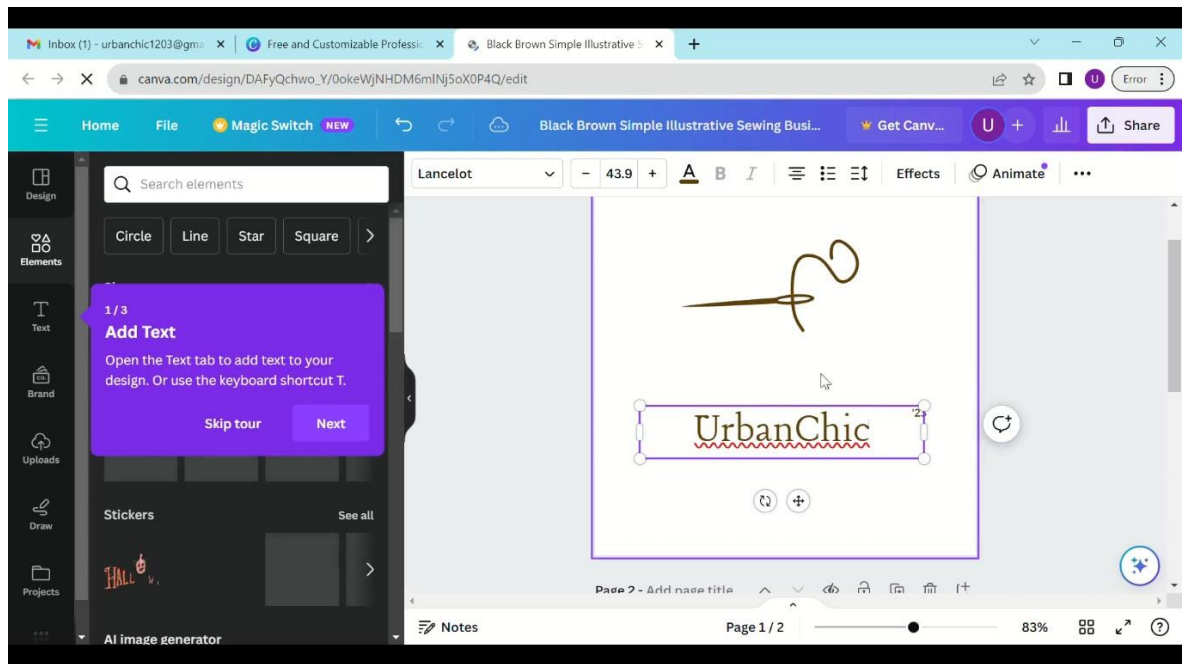 Inbox (1) - urbanchic1203@gma
Free and Customizable Professio
Black Brown Simple Illustrative S
canva.com/design/DAFyQchwo_Y/0okeWjNHDM6mlNj5oX0P4Q/edit
U
Error
Home File Magic Switch NEW
Black Brown Simple Illustrative Sewing Busi...
Get Canv...
U +
Share
Design
Elements
Text
Brand
Uploads
Draw
Projects
Search elements
Circle Line Star Square
1/3
Add Text
Open the Text tab to add text to your
design. Or use the keyboard shortcut T.
Skip tour Next
Stickers See all
AI image generator
Lancelot - 43.9 + A B I Effects Animate
UrbanChic
Page 2 - Add page title
Notes Page 1 / 2 83%